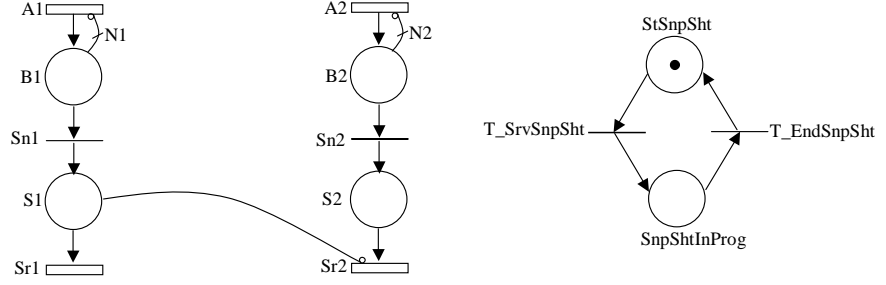 A1
N1
B1
Sn1
S1
Sr1
A2
N2
B2
Sn2
S2
Sr2
StSnpSht
T_SrvSnpSht
T_EndSnpSht
SnpShtInProg